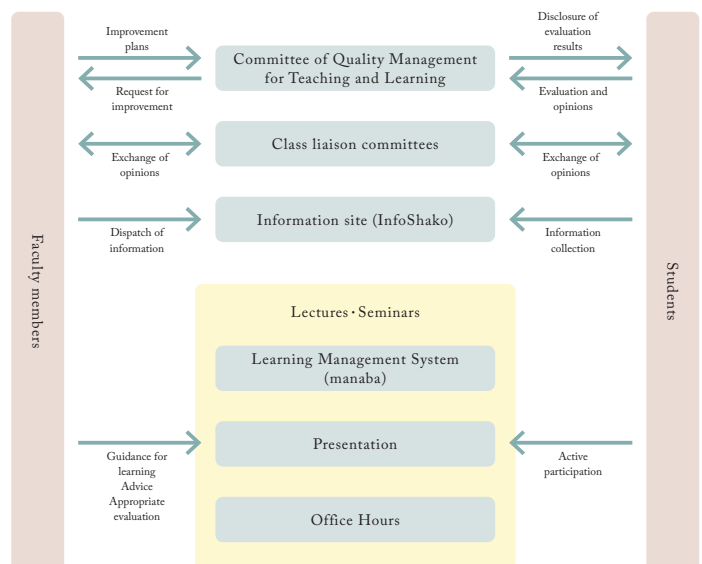 Faculty members
Improvement
plans
Request for
improvement
Committee of Quality Management
for Teaching and Learning
Disclosure of
evaluation
results
Evaluation and
opinions
Exchange of
opinions
Class liaison committees
Exchange of
opinions
Dispatch of
information
Information site (InfoShako)
Information
collection
Lectures・Seminars
Learning Management System
(manaba)
Guidance for
learning
Advice
Appropriate
evaluation
Presentation
Active
participation
Office Hours
Students